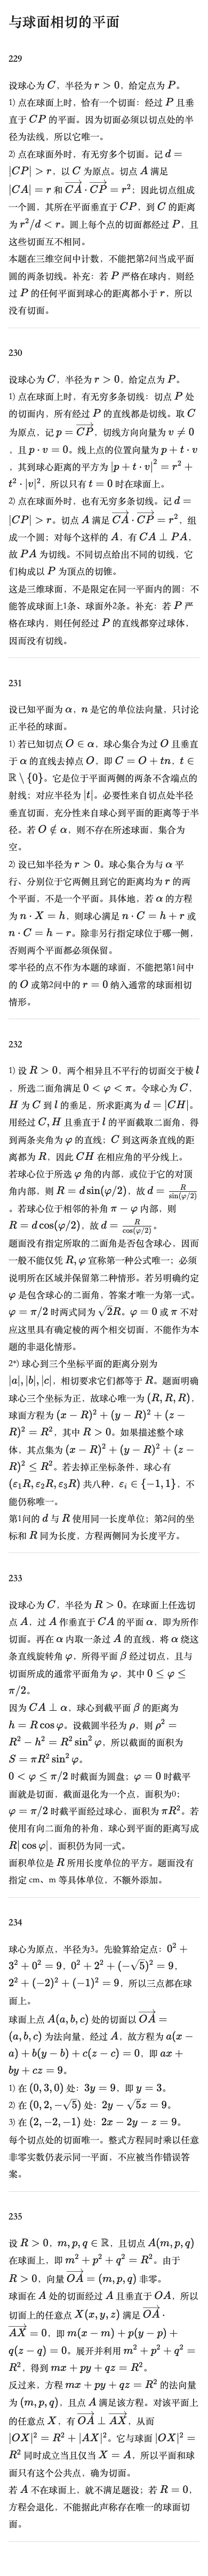 与球面相切的平面
229
设球心为 C，半径为 r > 0，给定点为 P。
1) 点在球面上时，恰有一个切面：经过 P 且垂
直于 CP 的平面。因为切面必须以切点处的半
径为法线，所以它唯一。
2) 点在球面外时，有无穷多个切面。记 d =
|CP| > r，以 C 为原点。切点 A 满足
|CA| = r 和 \overrightarrow{CA} · \overrightarrow{CP} = r²；因此切点组成
一个圆，其所在平面垂直于 CP，到 C 的距离
为 r²/d < r。圆上每个点的切面都经过 P，且
这些切面互不相同。
本题在三维空间中计数，不能把第2问当成平面
圆的两条切线。补充：若 P 严格在球内，则经
过 P 的任何平面到球心的距离都小于 r，所以
没有切面。
230
设球心为 C，半径为 r > 0，给定点为 P。
1) 点在球面上时，有无穷多条切线：切点 P 处
的切面内，所有经过 P 的直线都是切线。取 C
为原点，记 p = \overrightarrow{CP}，切线方向向量为 v ≠ 0
，且 p · v = 0。线上点的位置向量为 p + t · v
，其到球心距离的平方为 |p + t · v|² = r² +
t² · |v|²，所以只有 t = 0 时在球面上。
2) 点在球面外时，也有无穷多条切线。记 d =
|CP| > r。切点 A 满足 \overrightarrow{CA} · \overrightarrow{CP} = r²，组
成一个圆；对每个这样的 A，有 CA ⊥ PA，
故 PA 为切线。不同切点给出不同的切线，它
们构成以 P 为顶点的切锥。
这是三维球面，不是限定在同一平面内的圆；不
能答成球面上1条、球面外2条。补充：若 P 严
格在球内，则任何经过 P 的直线都穿过球体，
因而没有切线。
231
设已知平面为 α，n 是它的单位法向量，只讨论
正半径的球面。
1) 若已知切点 O ∈ α，球心集合为过 O 且垂直
于 α 的直线去掉点 O，即 C = O + tn，t ∈
ℝ \ {0}。它是位于平面两侧的两条不含端点的
射线；对应半径为 |t|。必要性来自切点处半径
垂直切面，充分性来自球心到平面的距离等于半
径。若 O ∉ α，则不存在所述球面，集合为
空。
2) 设已知半径为 r > 0。球心集合为与 α 平
行、分别位于它两侧且到它的距离均为 r 的两
个平面，不是一个平面。具体地，若 α 的方程
为 n · X = h，则球心满足 n · C = h + r 或
n · C = h − r。除非另行指定球位于哪一侧，
否则两个平面都必须保留。
零半径的点不作为本题的球面，不能把第1问中
的 O 或第2问中的 r = 0 纳入通常的球面相切
情形。
232
1) 设 R > 0，两个相异且不平行的切面交于棱 l
，所选二面角满足 0 < φ < π。令球心为 C，
H 为 C 到 l 的垂足，所求距离为 d = |CH|。
用经过 C, H 且垂直于 l 的平面截取二面角，得
到两条夹角为 φ 的直线；C 到这两条直线的距
离都为 R，因此 CH 在相应角的平分线上。
若球心位于所选 φ 角的内部，或位于它的对顶
角内部，则 R = d sin(φ/2)，故 d = \frac{R}{sin(φ/2)}
。若球心位于相邻的补角 π − φ 内部，则
R = d cos(φ/2)，故 d = \frac{R}{cos(φ/2)}。
题面没有指定所取的二面角是否包含球心，因而
一般不能仅凭 R, φ 宣称第一种公式唯一；必须
说明所在区域并保留第二种情形。若另明确约定
φ 是包含球心的二面角，答案才唯一为第一式。
φ = π/2 时两式同为 √2R。φ = 0 或 π 不对
应这里具有确定棱的两个相交切面，不能作为本
题的非退化情形。
2*) 球心到三个坐标平面的距离分别为
|a|, |b|, |c|，相切要求它们都等于 R。题面明确
球心三个坐标为正，故球心唯一为 (R, R, R)，
球面方程为 (x − R)² + (y − R)² + (z −
R)² = R²，其中 R > 0。如果描述整个球
体，其点集为 (x − R)² + (y − R)² + (z −
R)² ≤ R²。若去掉正坐标条件，球心有
(ε₁R, ε₂R, ε₃R) 共八种，εᵢ ∈ {−1, 1}，不
能仍称唯一。
第1问的 d 与 R 使用同一长度单位；第2问的坐
标和 R 同为长度，方程两侧同为长度平方。
233
设球心为 C，半径为 R > 0。在球面上任选切
点 A，过 A 作垂直于 CA 的平面 α，即为所作
切面。再在 α 内取一条过 A 的直线，将 α 绕这
条直线旋转角 φ，所得平面 β 经过切点，且与
切面所成的通常平面角为 φ，其中 0 ≤ φ ≤
π/2。
因为 CA ⊥ α，球心到截平面 β 的距离为
h = R cos φ。设截圆半径为 ρ，则 ρ² =
R² − h² = R² sin² φ，所以截面的面积为
S = πR² sin² φ。
0 < φ ≤ π/2 时截面为圆盘；φ = 0 时截平
面就是切面，截面退化为一个点，面积为0；
φ = π/2 时截平面经过球心，面积为 πR²。若
使用有向二面角的补角，球心到平面的距离写成
R| cos φ|，面积仍为同一式。
面积单位是 R 所用长度单位的平方。题面没有
指定 cm、m 等具体单位，不额外添加。
234
球心为原点，半径为3。先验算给定点：0² +
3² + 0² = 9，0² + 2² + (−√5)² = 9，
2² + (−2)² + (−1)² = 9，所以三点都在球
面上。
球面上点 A(a, b, c) 处的切面以 \overrightarrow{OA} =
(a, b, c) 为法向量，经过 A，故方程为 a(x −
a) + b(y − b) + c(z − c) = 0，即 ax +
by + cz = 9。
1) 在 (0, 3, 0) 处：3y = 9，即 y = 3。
2) 在 (0, 2, −√5) 处：2y − √5z = 9。
3) 在 (2, −2, −1) 处：2x − 2y − z = 9。
每个切点处的切面唯一。整式方程同时乘以任意
非零实数仍表示同一平面，不应被当作错误答
案。
235
设 R > 0，m, p, q ∈ ℝ，且切点 A(m, p, q)
在球面上，即 m² + p² + q² = R²。由于
R > 0，向量 \overrightarrow{OA} = (m, p, q) 非零。
球面在 A 处的切面经过 A 且垂直于 OA，所以
切面上的任意点 X(x, y, z) 满足 \overrightarrow{OA} ·
\overrightarrow{AX} = 0，即 m(x − m) + p(y − p) +
q(z − q) = 0。展开并利用 m² + p² + q² =
R²，得到 mx + py + qz = R²。
反过来，方程 mx + py + qz = R² 的法向量
为 (m, p, q)，且点 A 满足该方程。对该平面上
的任意点 X，有 \overrightarrow{OA} ⊥ \overrightarrow{AX}，从而
|OX|² = R² + |AX|²。它与球面 |OX|² =
R² 同时成立当且仅当 X = A，所以平面和球
面只有这个公共点，确为切面。
若 A 不在球面上，就不满足题设；若 R = 0，
方程会退化，不能据此声称存在唯一的球面切
面。